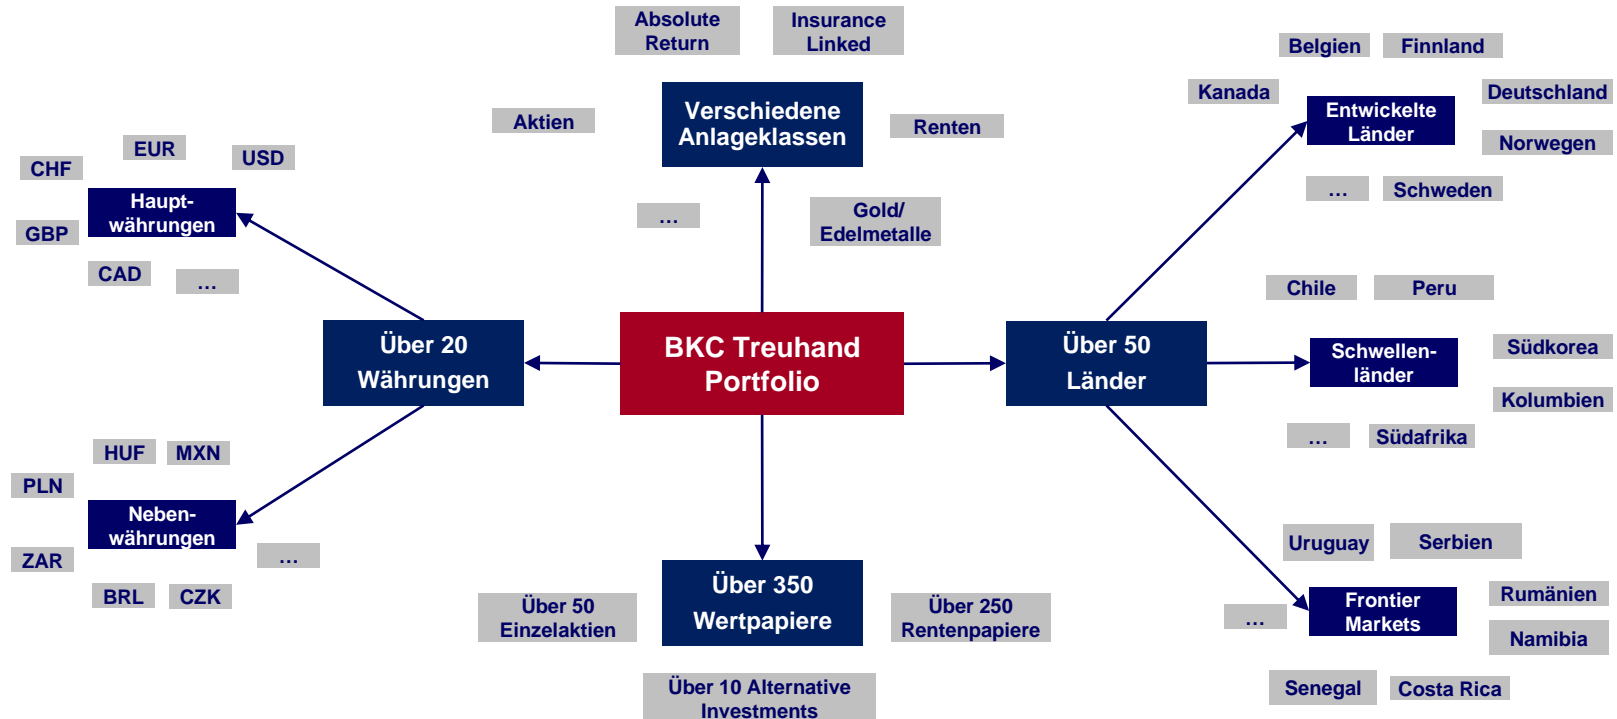 Absolute
Return
Insurance
Linked
Verschiedene
Anlageklassen
Aktien
Renten
…
Gold/
Edelmetalle
EUR
USD
CHF
Haupt-
währungen
GBP
CAD
…
Über 20
Währungen
BKC Treuhand
Portfolio
Über 50
Länder
HUF
MXN
PLN
Neben-
währungen
ZAR
…
BRL
CZK
Über 350
Wertpapiere
Über 50
Einzelaktien
Über 250
Rentenpapiere
Über 10 Alternative
Investments
Belgien
Finnland
Kanada
Deutschland
Entwickelte
Länder
Norwegen
…
Schweden
Chile
Peru
Schwellen-
länder
Südkorea
Kolumbien
…
Südafrika
Uruguay
Serbien
Frontier
Markets
Rumänien
…
Namibia
Senegal
Costa Rica